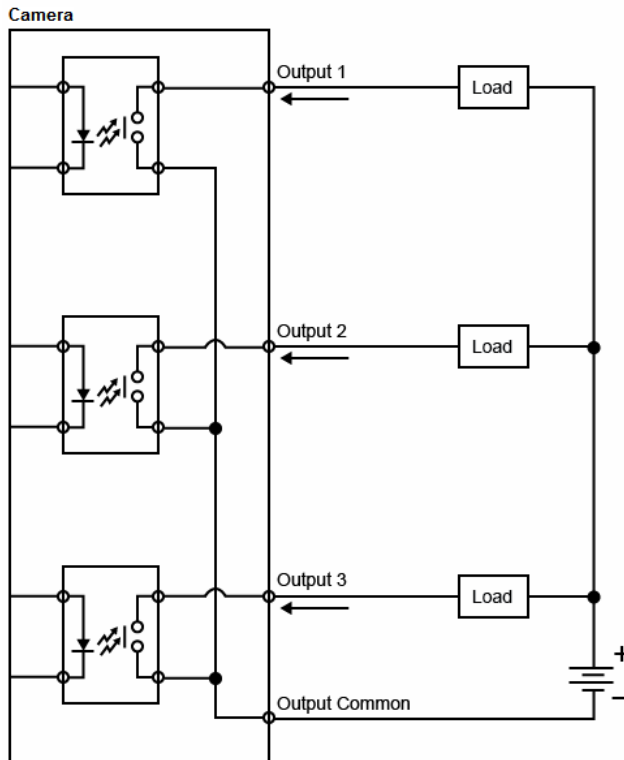 Camera
Output 1
Load
Output 2
Load
Output 3
Load
+
Output Common
−